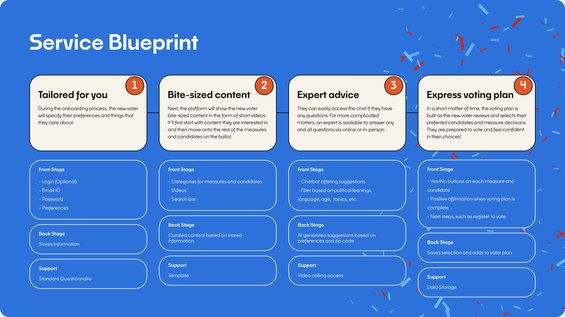 Service Blueprint
1
Tailored for you
During the onboarding process, the new voter
will specify their preferences and things that
they care about.
2
Bite-sized content
Next, the platform will show the new voter
bite-sized content in the form of short videos.
It'll first start with content they are interested in
and then move onto the rest of the measures
and candidates on the ballot.
3
Expert advice
They can easily access the chat if they have
any questions. For more complicated
matters, an expert is available to answer any
and all questions via online or in-person.
4
Express voting plan
In a short matter of time, the voting plan is
built as the new voter reviews and selects their
preferred candidates and measure decisions.
They are prepared to vote and feel confident
in their choices!
Front Stage
- Login (Optional)
- Email ID
- Password
- Preferences
Back Stage
Stores information
Support
Standard Questionnaire
Front Stage
- Categories for measures and candidates
- Videos
- Search bar
Back Stage
Curated content based on stored
information
Support
Template
Front Stage
- Chatbot offering suggestions
- Filter based on political leanings,
language, age, topics, etc.
Back Stage
AI generated suggestions based on
preferences and zip code
Support
Video calling access
Front Stage
- Yes/No buttons on each measure and
candidate
- Positive affirmation when voting plan is
complete
- Next steps, such as register to vote
Back Stage
Saves selection and adds to voter plan
Support
Data Storage